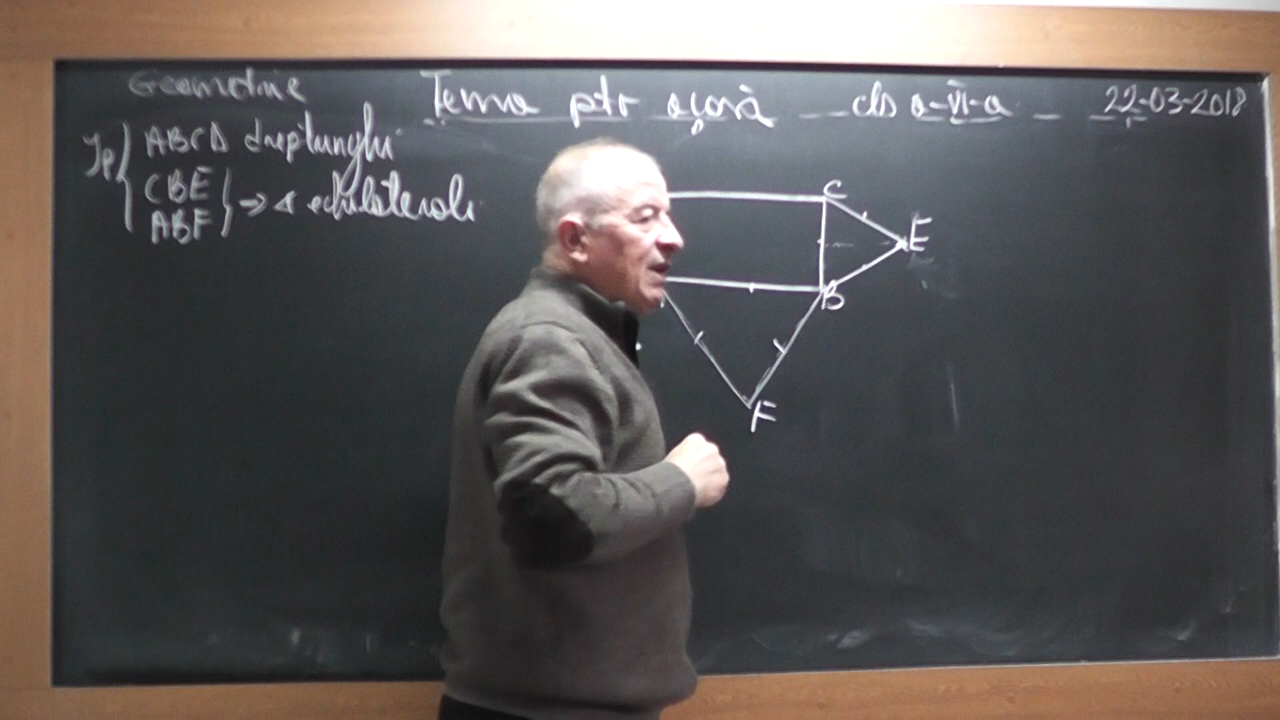 Geometrie
Tema ptr acasă cls a-VI-a 22-03-2018
Ip ABCD dreptunghi
CBE
ABF => Δ echilaterale
C
E
B
F